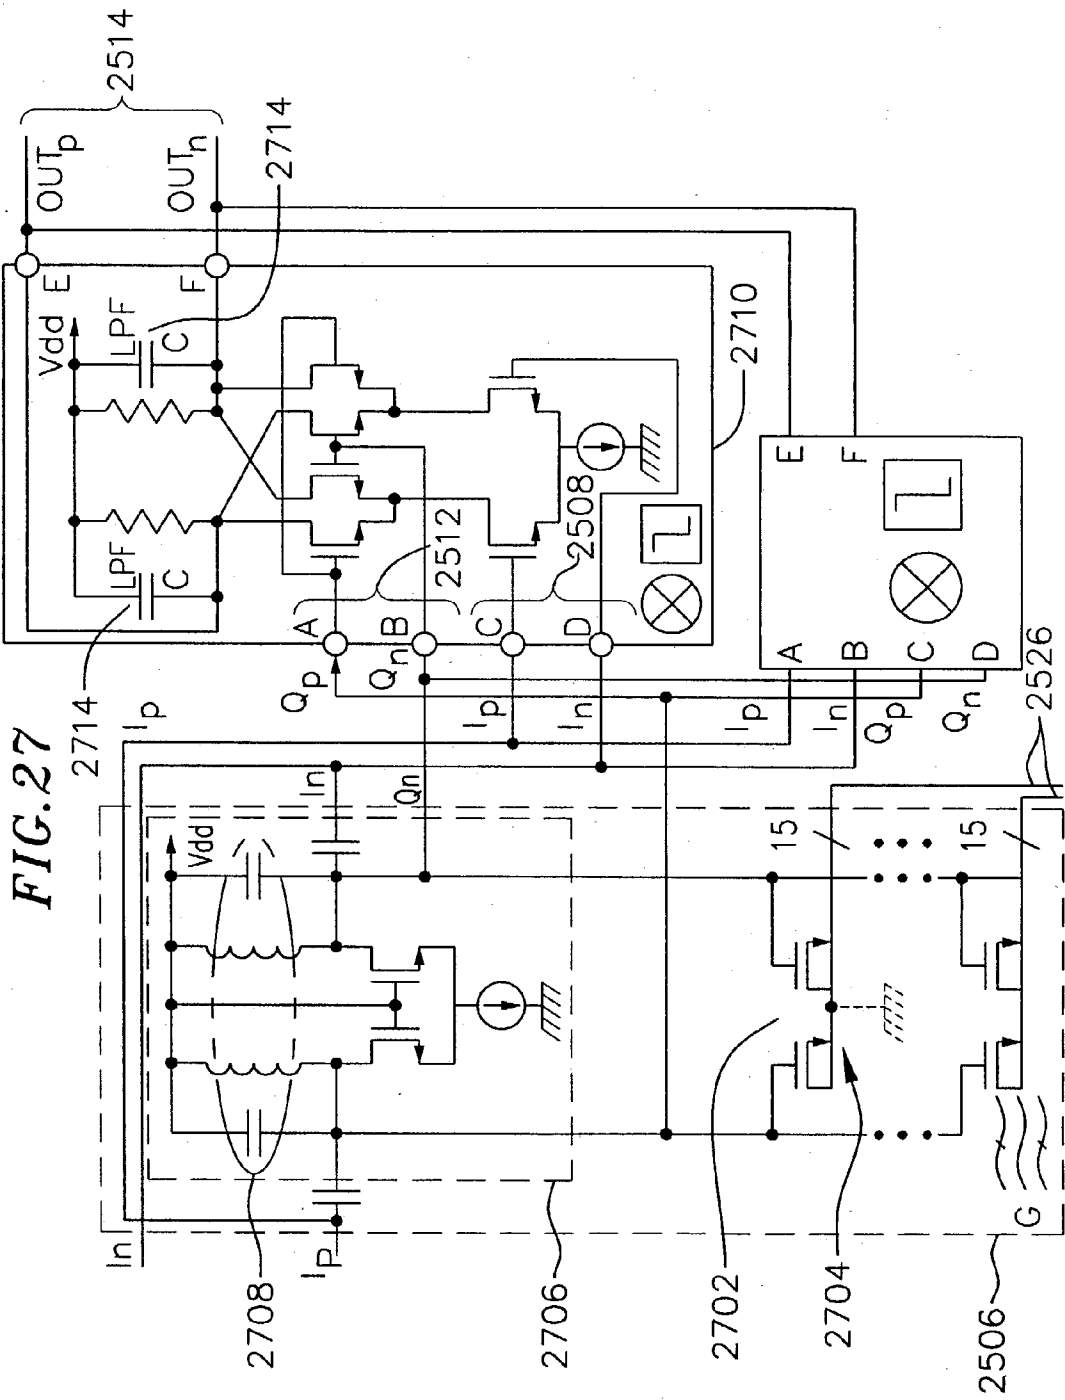 FIG.27
2514
OUTp
OUTn
2714
E
F
Vdd
LPF
C
LPF
C
2714
2710
A
B
C
D
2512
2508
Qp
Qn
Ip
In
Ip
In
Qn
Vdd
In
Ip
2708
2706
E
F
A
B
C
D
Ip
In
Qp
Qn
2526
15
15
2702
2704
G
2506